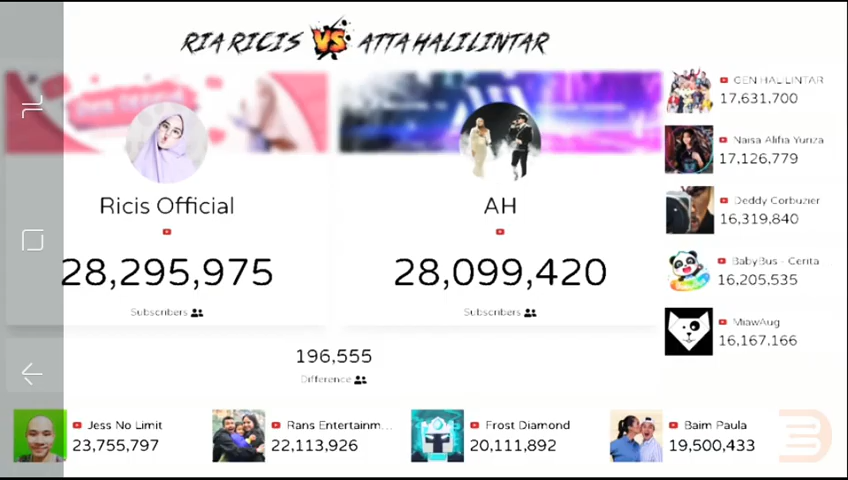 RIA RICIS VS ATTA HALILINTAR
Ricis Official
28,295,975
Subscribers
AH
28,099,420
Subscribers
196,555
Difference
GEN HALILINTAR
17,631,700
Naisa Alifia Yuriza
17,126,779
Deddy Corbuzier
16,319,840
BabyBus - Cerita
16,205,535
MiawAug
16,167,166
Jess No Limit
23,755,797
Rans Entertainm...
22,113,926
Frost Diamond
20,111,892
Baim Paula
19,500,433